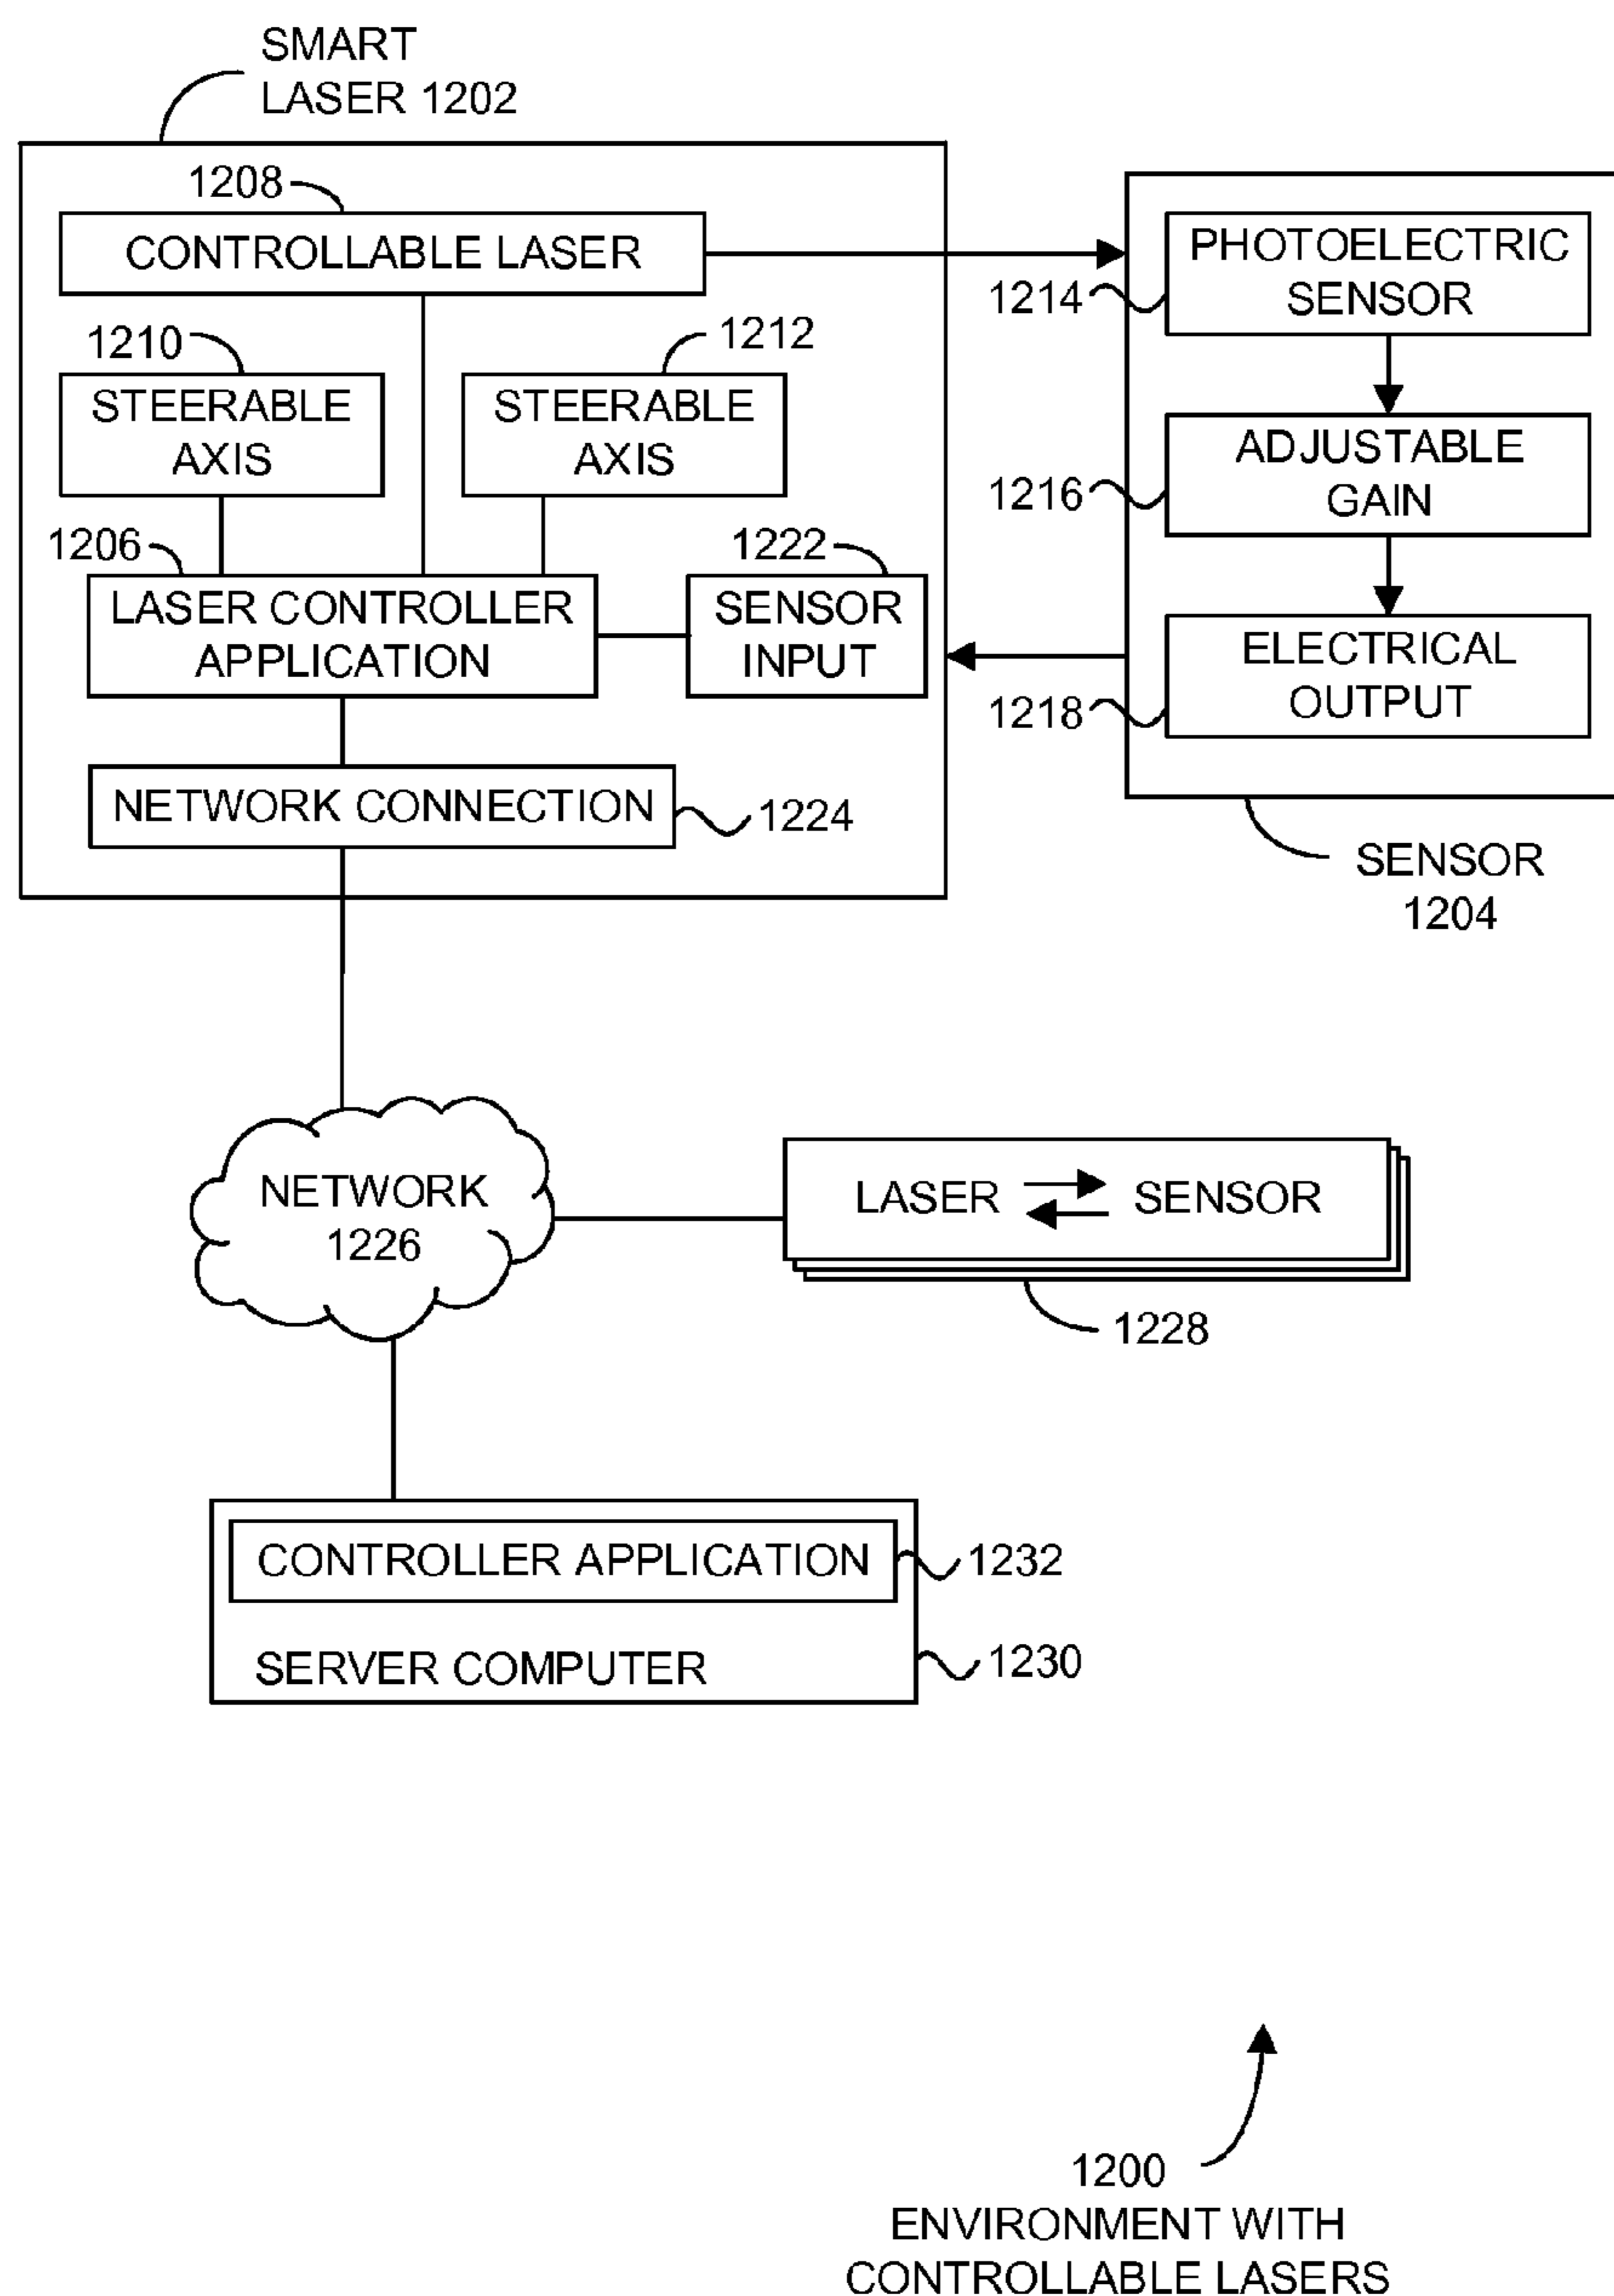 SMART
LASER 1202
1208
CONTROLLABLE LASER
1210
STEERABLE
AXIS
1212
STEERABLE
AXIS
1206
LASER CONTROLLER
APPLICATION
1222
SENSOR
INPUT
NETWORK CONNECTION
1224
PHOTOELECTRIC
SENSOR
1214
ADJUSTABLE
GAIN
1216
ELECTRICAL
OUTPUT
1218
SENSOR
1204
NETWORK
1226
LASER SENSOR
1228
CONTROLLER APPLICATION
1232
SERVER COMPUTER
1230
1200
ENVIRONMENT WITH
CONTROLLABLE LASERS